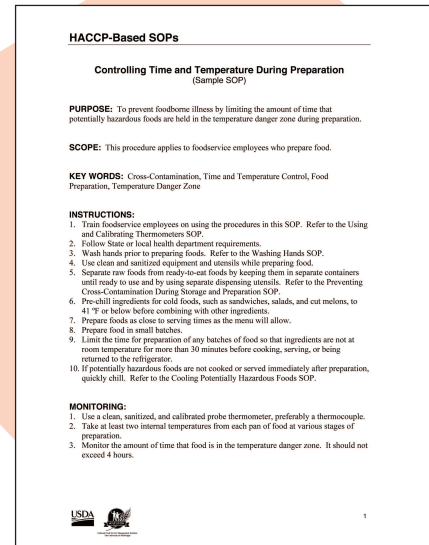 HACCP-Based SOPs
Controlling Time and Temperature During Preparation
(Sample SOP)
PURPOSE: To prevent foodborne illness by limiting the amount of time that
potentially hazardous foods are held in the temperature danger zone during preparation.
SCOPE: This procedure applies to foodservice employees who prepare food.
KEY WORDS: Cross-Contamination, Time and Temperature Control, Food
Preparation, Temperature Danger Zone
INSTRUCTIONS:
1. Train foodservice employees on using the procedures in this SOP. Refer to the Using
and Calibrating Thermometers SOP.
2. Follow State or local health department requirements.
3. Wash hands prior to preparing foods. Refer to the Washing Hands SOP.
4. Use clean and sanitized equipment and utensils while preparing food.
5. Separate raw foods from ready-to-eat foods by keeping them in separate containers
until ready to use and by using separate dispensing utensils. Refer to the Preventing
Cross-Contamination During Storage and Preparation SOP.
6. Pre-chill ingredients for cold foods, such as sandwiches, salads, and cut melons, to
41 ºF or below before combining with other ingredients.
7. Prepare foods as close to serving times as the menu will allow.
8. Prepare food in small batches.
9. Limit the time for preparation of any batches of food so that ingredients are not at
room temperature for more than 30 minutes before cooking, serving, or being
returned to the refrigerator.
10. If potentially hazardous foods are not cooked or served immediately after preparation,
quickly chill. Refer to the Cooling Potentially Hazardous Foods SOP.
MONITORING:
1. Use a clean, sanitized, and calibrated probe thermometer, preferably a thermocouple.
2. Take at least two internal temperatures from each pan of food at various stages of
preparation.
3. Monitor the amount of time that food is in the temperature danger zone. It should not
exceed 4 hours.
USDA
1